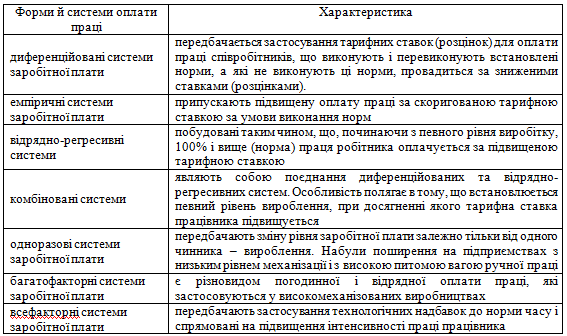 Форми й системи оплати
праці
Характеристика
диференційовані системи
заробітної плати
передбачається застосування тарифних ставок (розцінок) для оплати
праці співробітників, що виконують і перевиконують встановлені
норми, а які не виконують ці норми, провадиться за зниженими
ставками (розцінками).
емпіричні системи
заробітної плати
припускають підвищену оплату праці за скоригованою тарифною
ставкою за умови виконання норм
відрядно-регресивні
системи
побудовані таким чином, що, починаючи з певного рівня виробітку,
100% і вище (норма) праця робітника оплачується за підвищеною
тарифною ставкою
комбіновані системи
являють собою поєднання диференційованих та відрядно-
регресивних систем. Особливість полягає в тому, що встановлюється
певний рівень вироблення, при досягненні якого тарифна ставка
працівника підвищується
одноразові системи
заробітної плати
передбачають зміну рівня заробітної плати залежно тільки від одного
чинника – вироблення. Набули поширення на підприємствах з
низьким рівнем механізації і з високою питомою вагою ручної праці
багатофакторні системи
заробітної плати
є різновидом погодинної і відрядної оплати праці, які
застосовуються у високомеханізованих виробництвах
всефакторні системи
заробітної плати
передбачають застосування технологічних надбавок до норми часу і
спрямовані на підвищення інтенсивності праці працівника